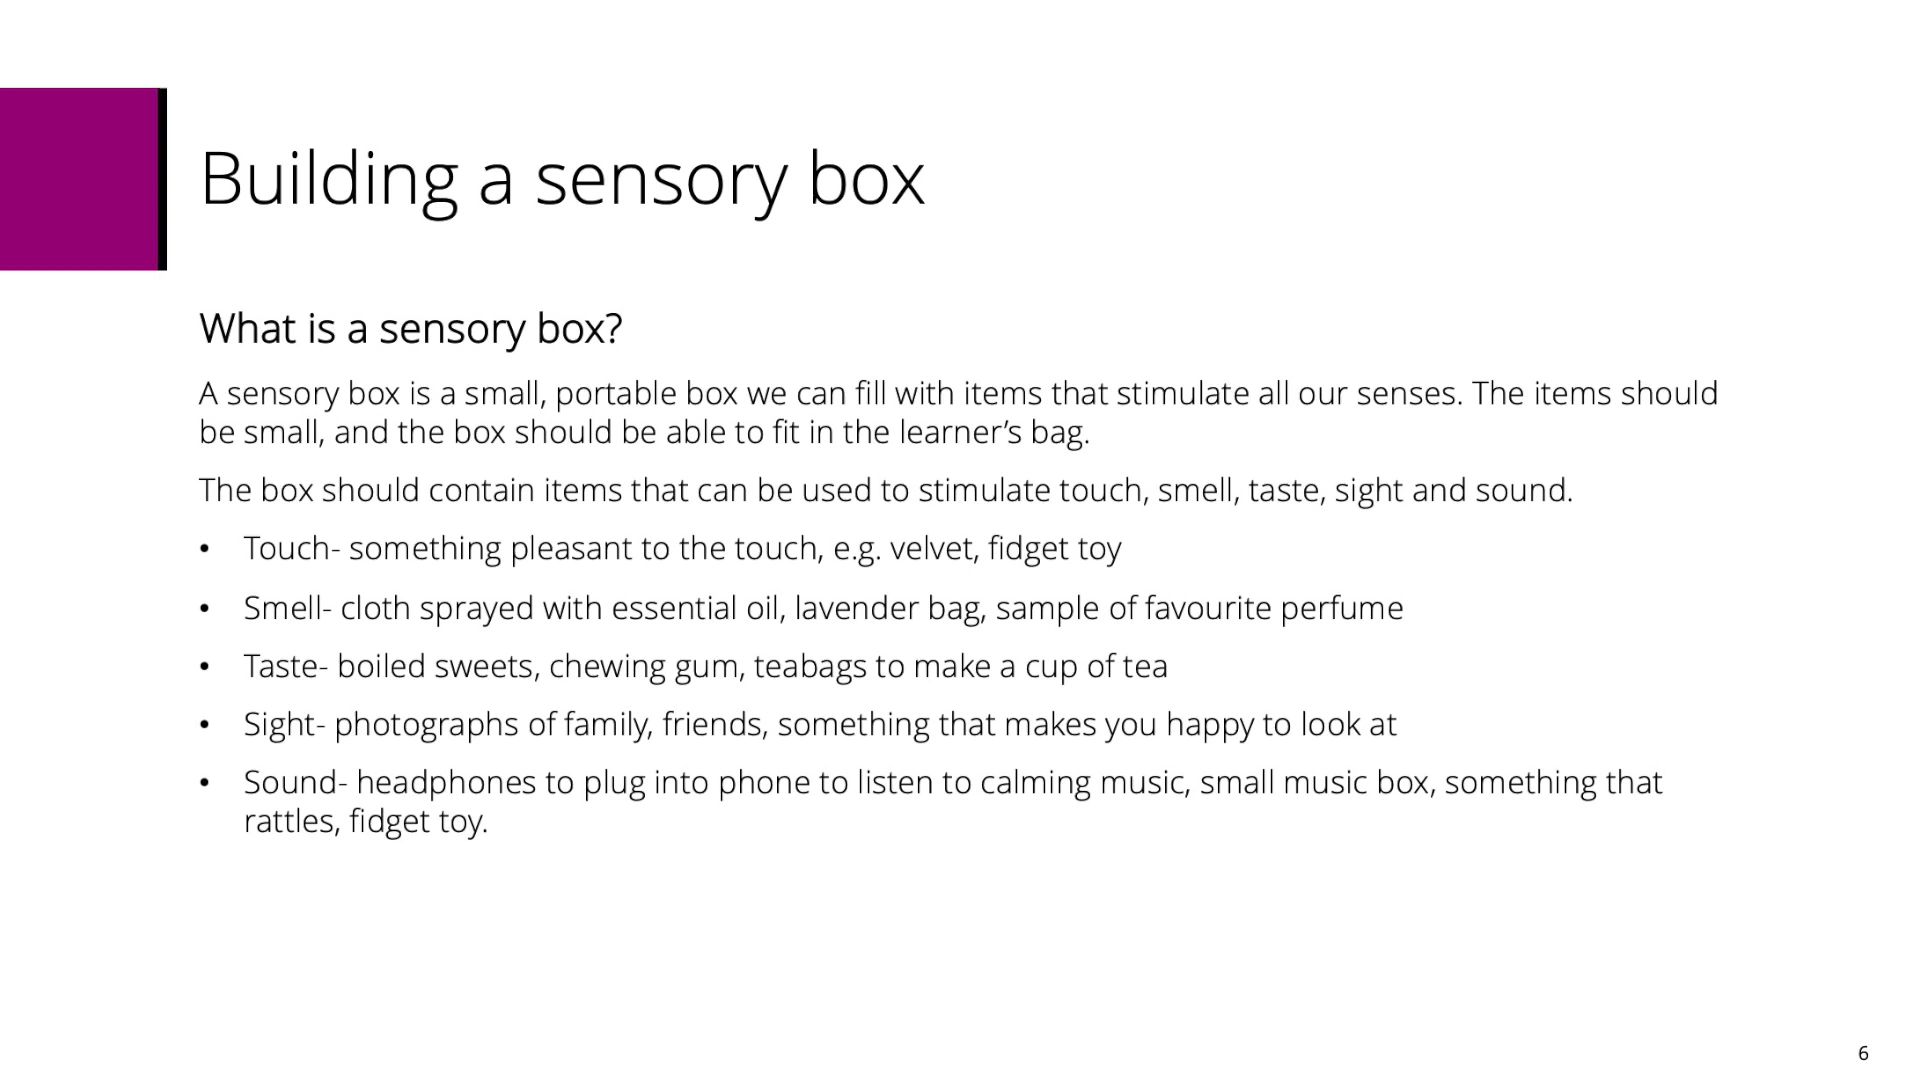 Building a sensory box
What is a sensory box?
A sensory box is a small, portable box we can fill with items that stimulate all our senses. The items should
be small, and the box should be able to fit in the learner’s bag.
The box should contain items that can be used to stimulate touch, smell, taste, sight and sound.
• Touch- something pleasant to the touch, e.g. velvet, fidget toy
• Smell- cloth sprayed with essential oil, lavender bag, sample of favourite perfume
• Taste- boiled sweets, chewing gum, teabags to make a cup of tea
• Sight- photographs of family, friends, something that makes you happy to look at
• Sound- headphones to plug into phone to listen to calming music, small music box, something that
rattles, fidget toy.
6